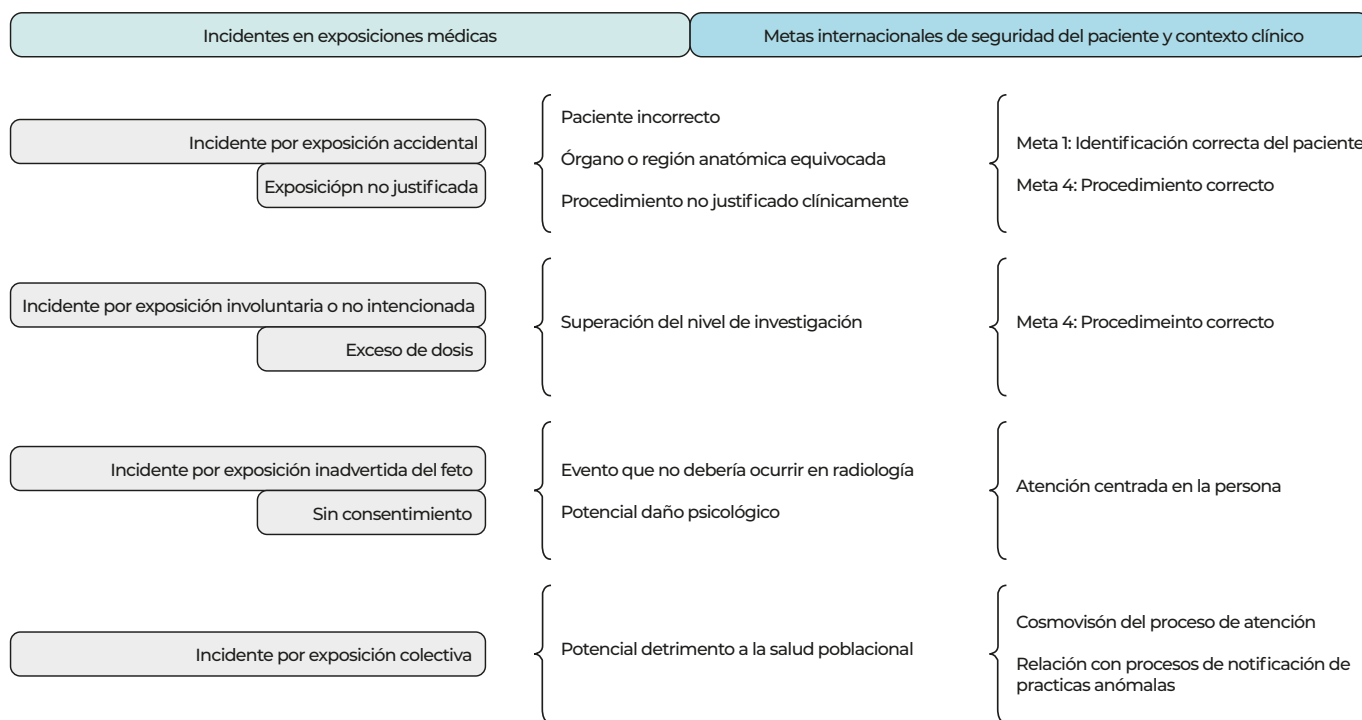 Incidentes en exposiciones médicas
Metas internacionales de seguridad del paciente y contexto clínico
Incidente por exposición accidental
Exposiciópn no justificada
Paciente incorrecto
Órgano o región anatómica equivocada
Procedimiento no justificado clínicamente
Meta 1: Identificación correcta del paciente
Meta 4: Procedimiento correcto
Incidente por exposición involuntaria o no intencionada
Exceso de dosis
Superación del nivel de investigación
Meta 4: Procedimeinto correcto
Incidente por exposición inadvertida del feto
Sin consentimiento
Evento que no debería ocurrir en radiología
Potencial daño psicológico
Atención centrada en la persona
Incidente por exposición colectiva
Potencial detrimento a la salud poblacional
Cosmovisón del proceso de atención
Relación con procesos de notificación de
practicas anómalas